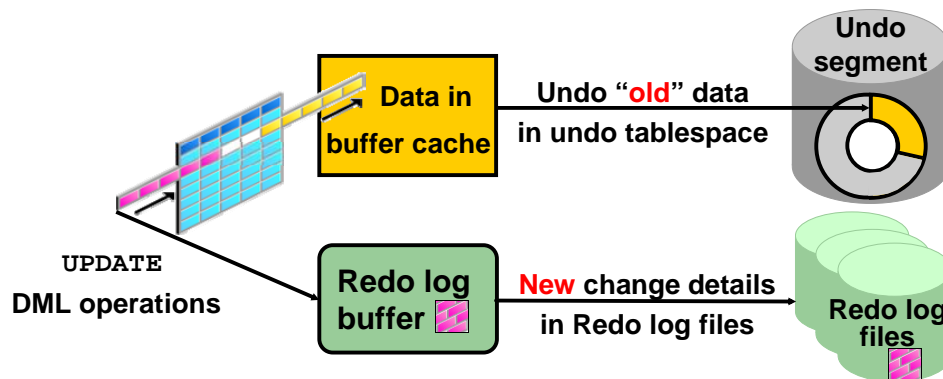 Undo
segment
Data in
buffer cache
Undo “old” data
in undo tablespace
UPDATE
DML operations
Redo log
buffer
New change details
in Redo log files
Redo log
files